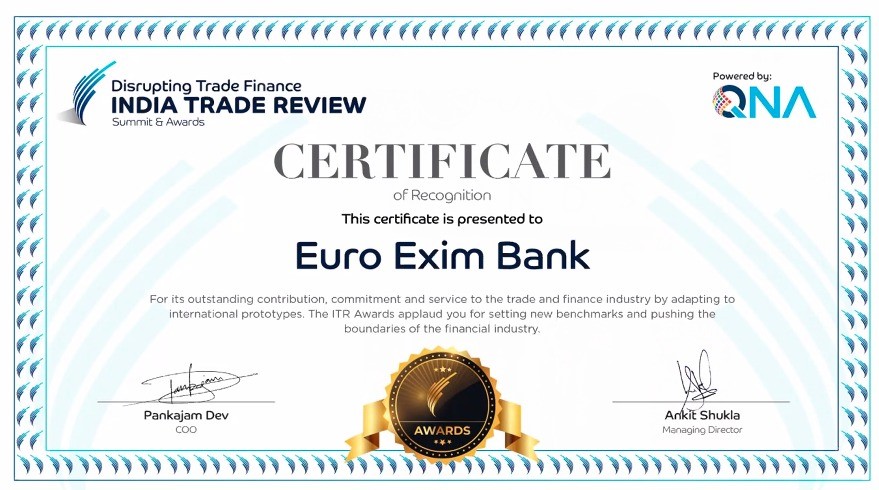 Disrupting Trade Finance
INDIA TRADE REVIEW
Summit & Awards
Powered by:
QNA
CERTIFICATE
of Recognition
This certificate is presented to
Euro Exim Bank
For its outstanding contribution, commitment and service to the trade and finance industry by adapting to
international prototypes. The ITR Awards applaud you for setting new benchmarks and pushing the
boundaries of the financial industry.
Pankajam Dev
COO
AWARDS
Ankit Shukla
Managing Director